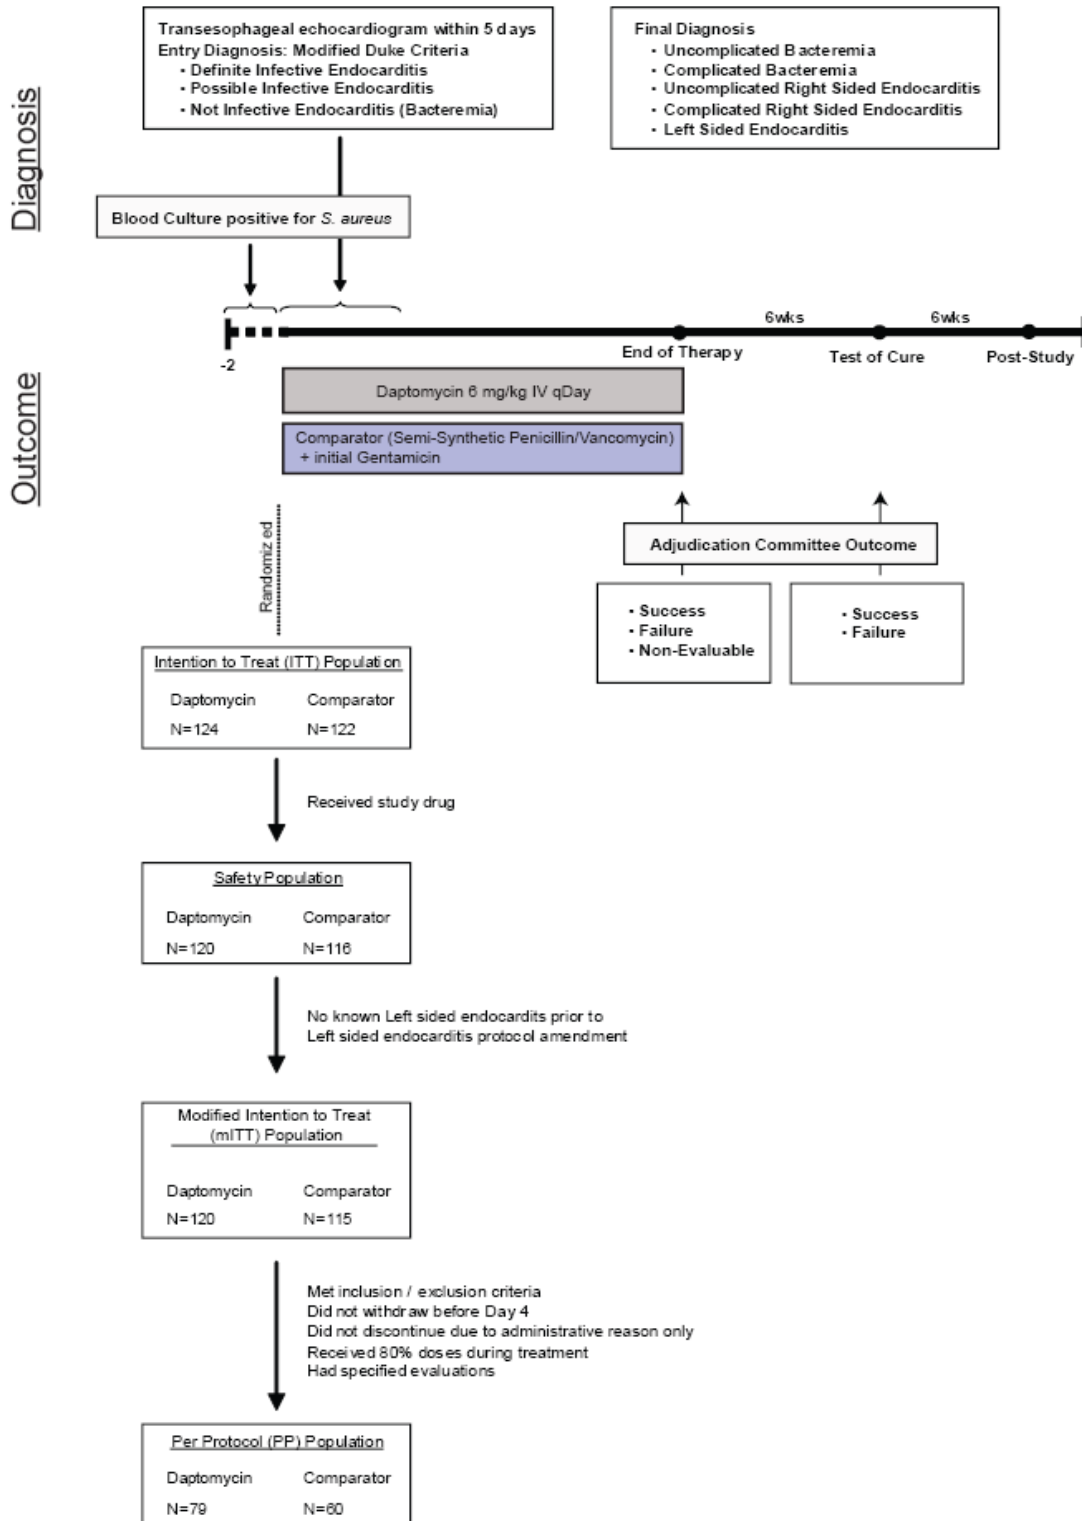 Transesophageal echocardiogram within 5 days
Entry Diagnosis: Modified Duke Criteria
• Definite Infective Endocarditis
• Possible Infective Endocarditis
• Not Infective Endocarditis (Bacteremia)
Final Diagnosis
• Uncomplicated Bacteremia
• Complicated Bacteremia
• Uncomplicated Right Sided Endocarditis
• Complicated Right Sided Endocarditis
• Left Sided Endocarditis
Diagnosis
Blood Culture positive for S. aureus
-2
6wks
6wks
End of Therapy
Test of Cure
Post-Study
Outcome
Daptomycin 6 mg/kg IV qDay
Comparator (Semi-Synthetic Penicillin/Vancomycin)
+ initial Gentamicin
Randomized
Adjudication Committee Outcome
• Success
• Failure
• Non-Evaluable
• Success
• Failure
Intention to Treat (ITT) Population
Daptomycin Comparator
N=124 N=122
Received study drug
Safety Population
Daptomycin Comparator
N=120 N=116
No known Left sided endocardits prior to
Left sided endocarditis protocol amendment
Modified Intention to Treat
(mITT) Population
Daptomycin Comparator
N=120 N=115
Met inclusion / exclusion criteria
Did not withdraw before Day 4
Did not discontinue due to administrative reason only
Received 80% doses during treatment
Had specified evaluations
Per Protocol (PP) Population
Daptomycin Comparator
N=79 N=60